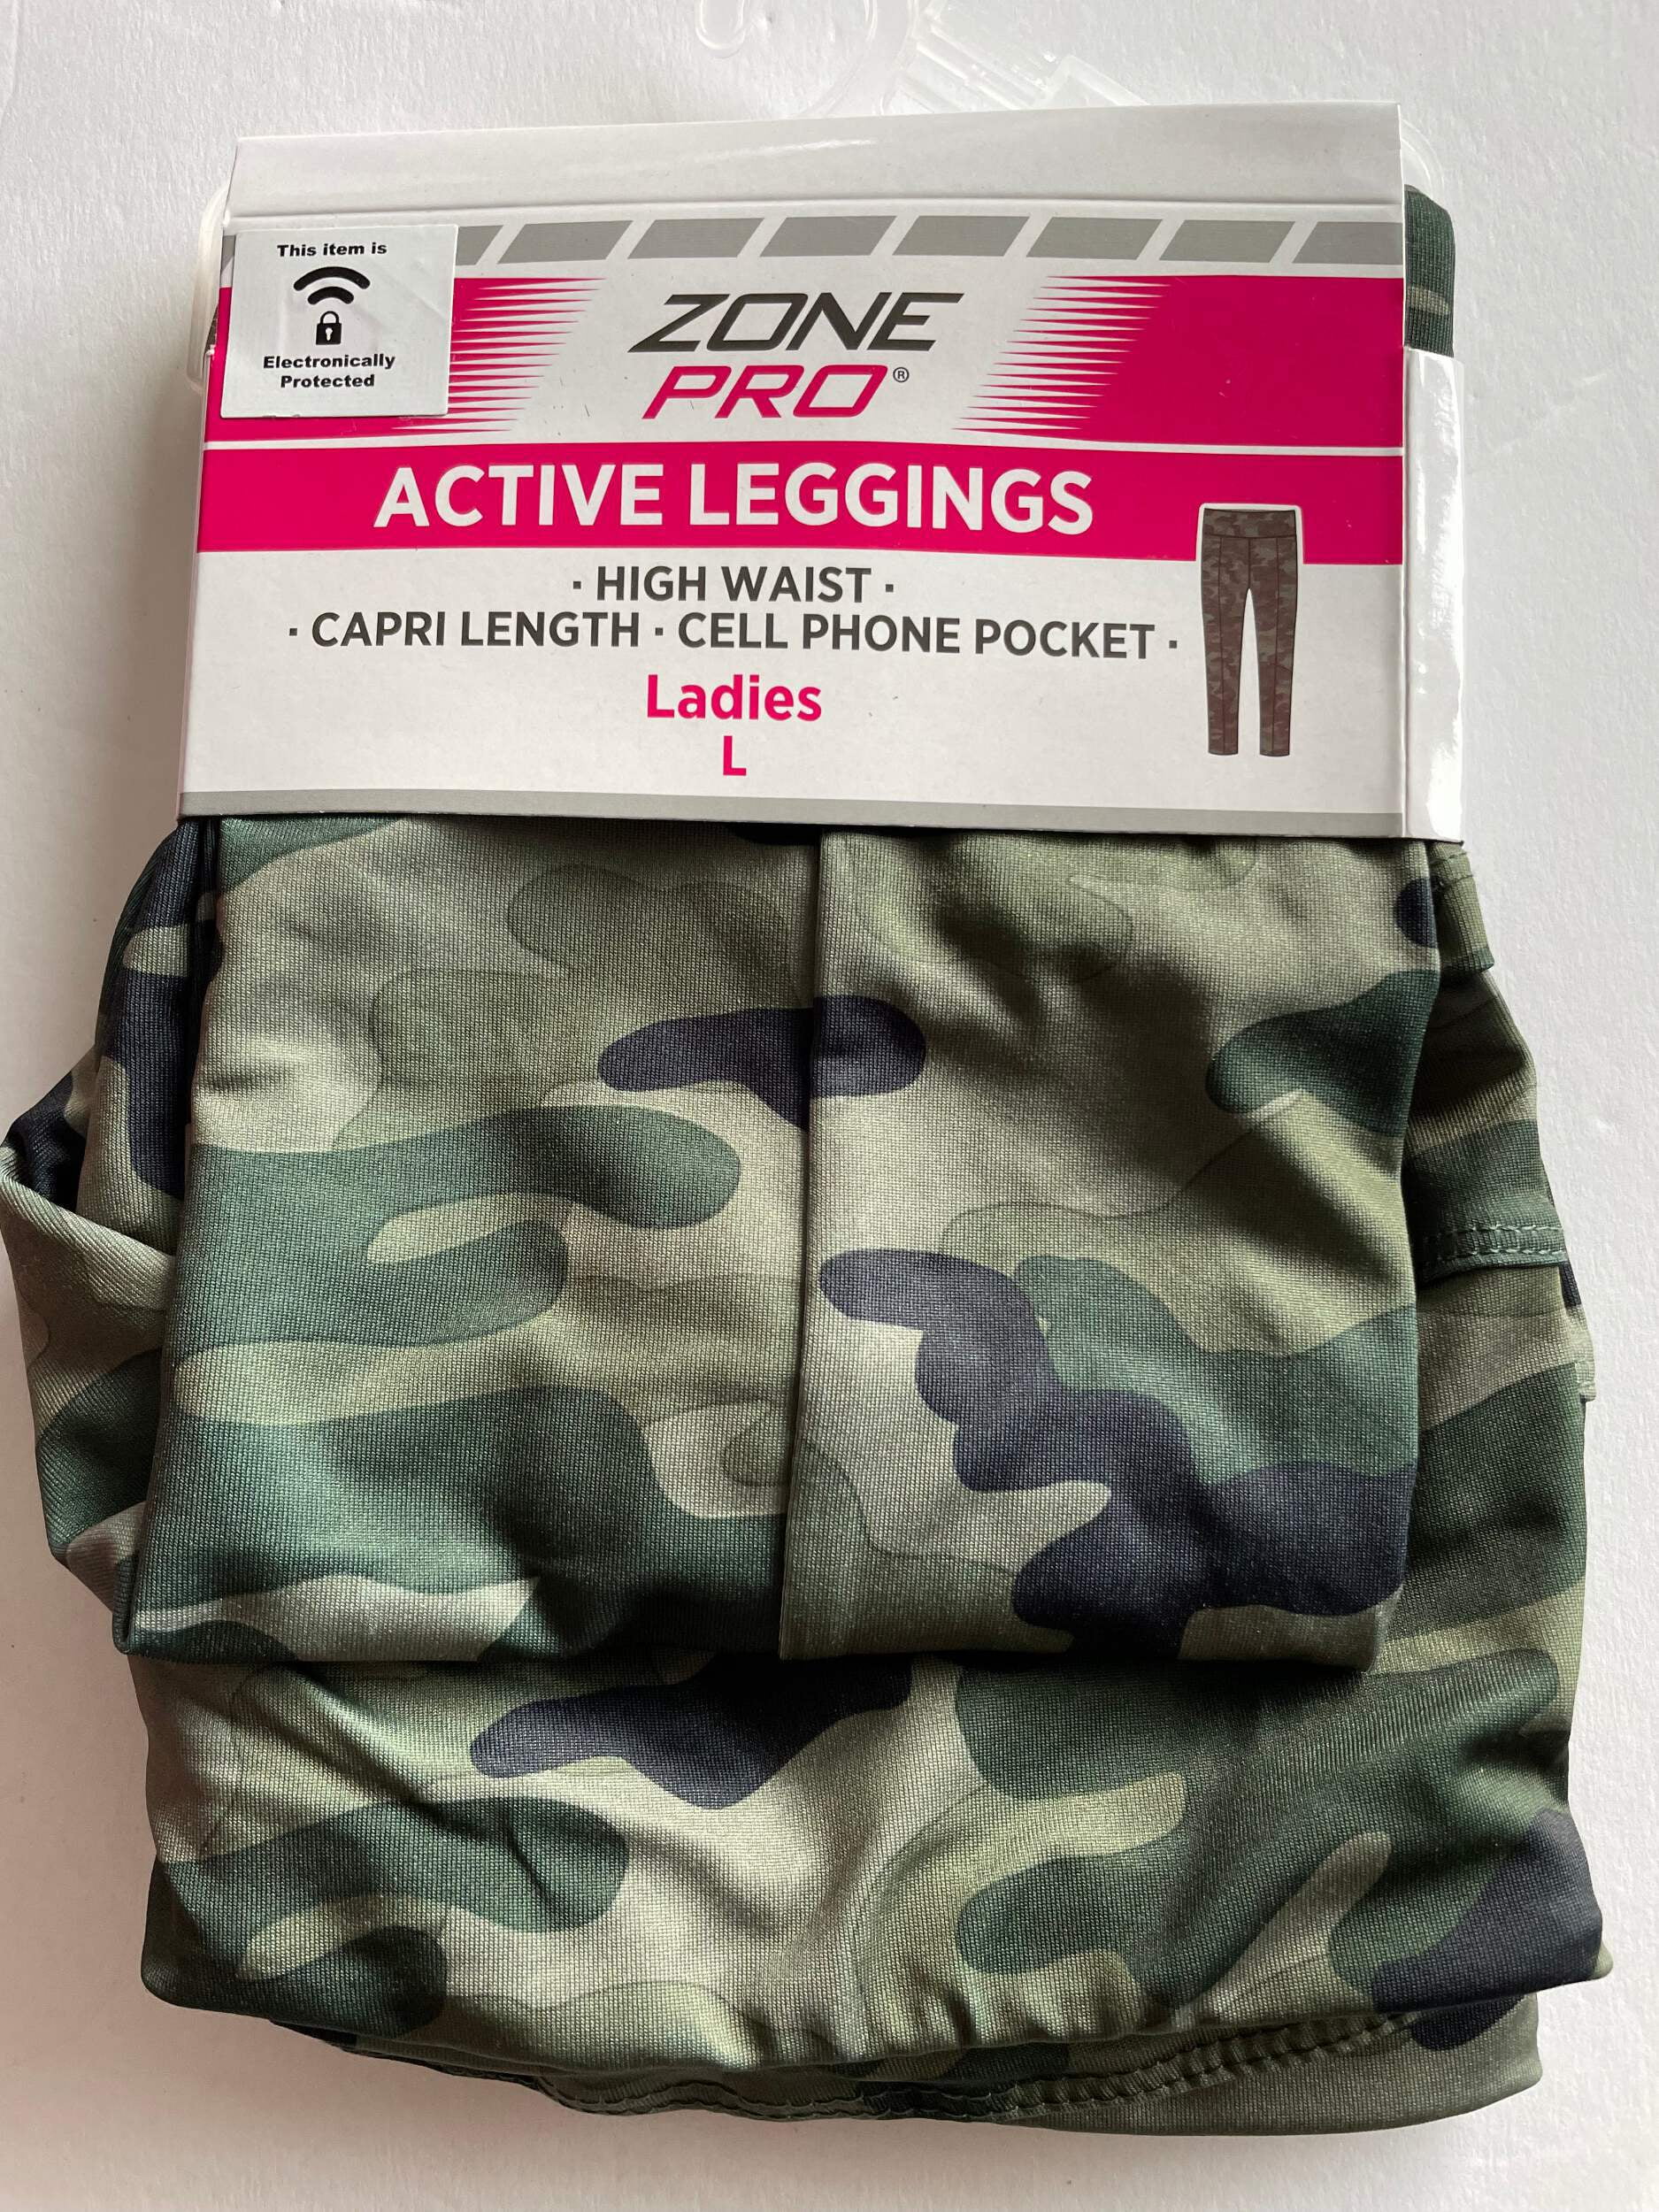 This item is
Electronically
Protected
ZONE
PRO®
ACTIVE LEGGINGS
· HIGH WAIST ·
· CAPRI LENGTH · CELL PHONE POCKET ·
Ladies
L